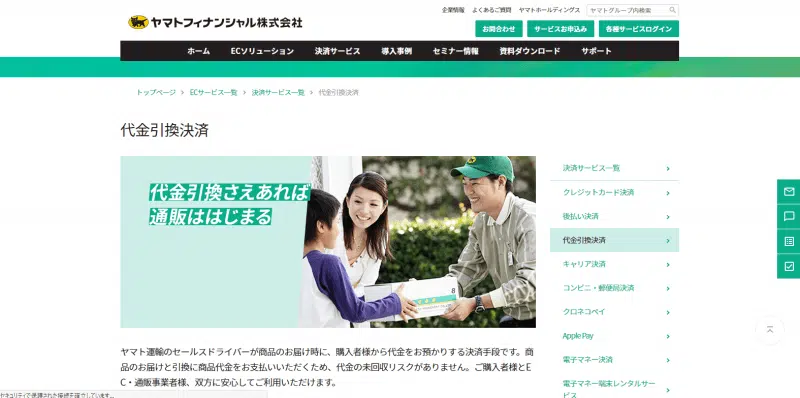 企業情報 よくあるご質問 ヤマトホールディングス ヤマトグループ内検索
ヤマトフィナンシャル株式会社
お問合わせ サービスお申込み 各種サービスログイン
ホーム ECソリューション 決済サービス 導入事例 セミナー情報 資料ダウンロード サポート
トップページ > ECサービス一覧 > 決済サービス一覧 > 代金引換決済
代金引換決済
代金引換さえあれば
通販ははじまる
ヤマト運輸のセールスドライバーが商品のお届け時に、購入者様から代金をお預かりする決済手段です。商
品のお届けと引換に商品代金をお支払いいただくため、代金の未回収リスクがありません。ご購入者様とE
C・通販事業者様、双方に安心してご利用いただけます。
決済サービス一覧
クレジットカード決済
後払い決済
代金引換決済
キャリア決済
コンビニ・郵便局決済
クロネコペイ
Apple Pay
電子マネー決済
電子マネー端末レンタルサー
ビス